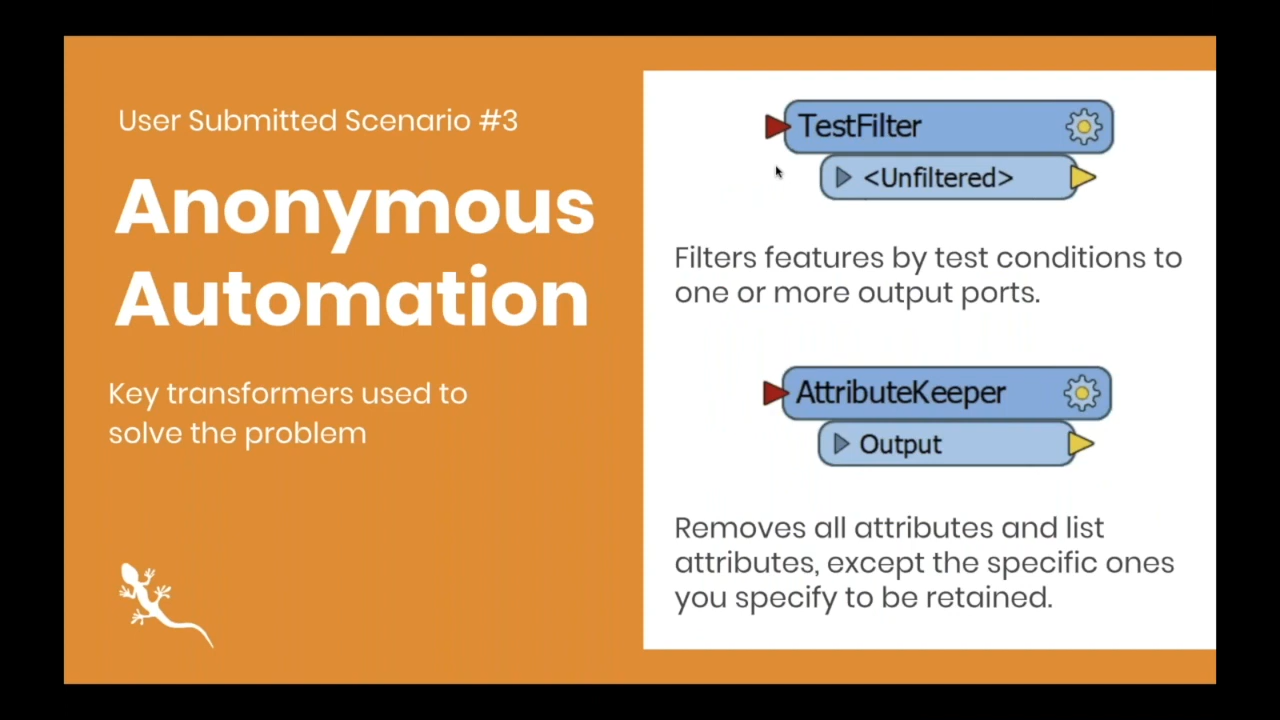 User Submitted Scenario #3
Anonymous
Automation
Key transformers used to
solve the problem
TestFilter
<Unfiltered>
Filters features by test conditions to
one or more output ports.
AttributeKeeper
Output
Removes all attributes and list
attributes, except the specific ones
you specify to be retained.